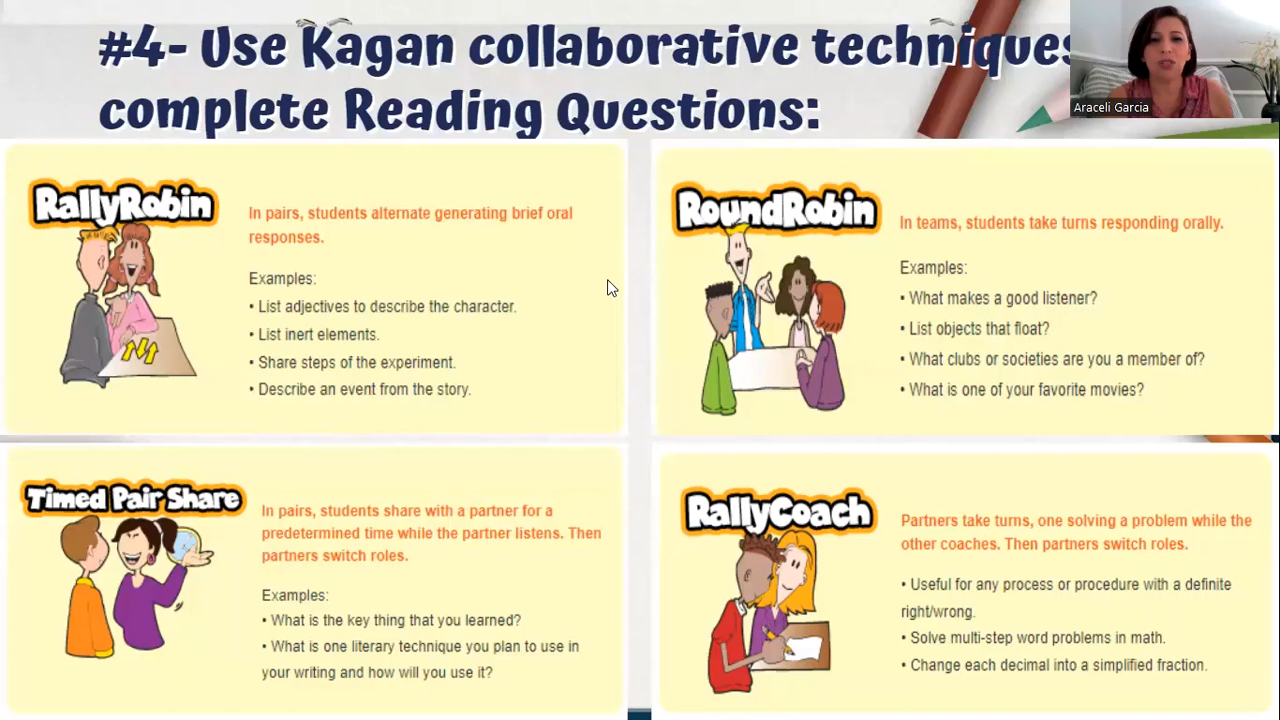 #4- Use Kagan collaborative techniques
complete Reading Questions:
Araceli Garcia
RallyRobin
In pairs, students alternate generating brief oral
responses.
Examples:
• List adjectives to describe the character.
• List inert elements.
• Share steps of the experiment.
• Describe an event from the story.
RoundRobin
In teams, students take turns responding orally.
Examples:
• What makes a good listener?
• List objects that float?
• What clubs or societies are you a member of?
• What is one of your favorite movies?
Timed Pair Share
In pairs, students share with a partner for a
predetermined time while the partner listens. Then
partners switch roles.
Examples:
• What is the key thing that you learned?
• What is one literary technique you plan to use in
your writing and how will you use it?
RallyCoach
Partners take turns, one solving a problem while the
other coaches. Then partners switch roles.
• Useful for any process or procedure with a definite
right/wrong.
• Solve multi-step word problems in math.
• Change each decimal into a simplified fraction.